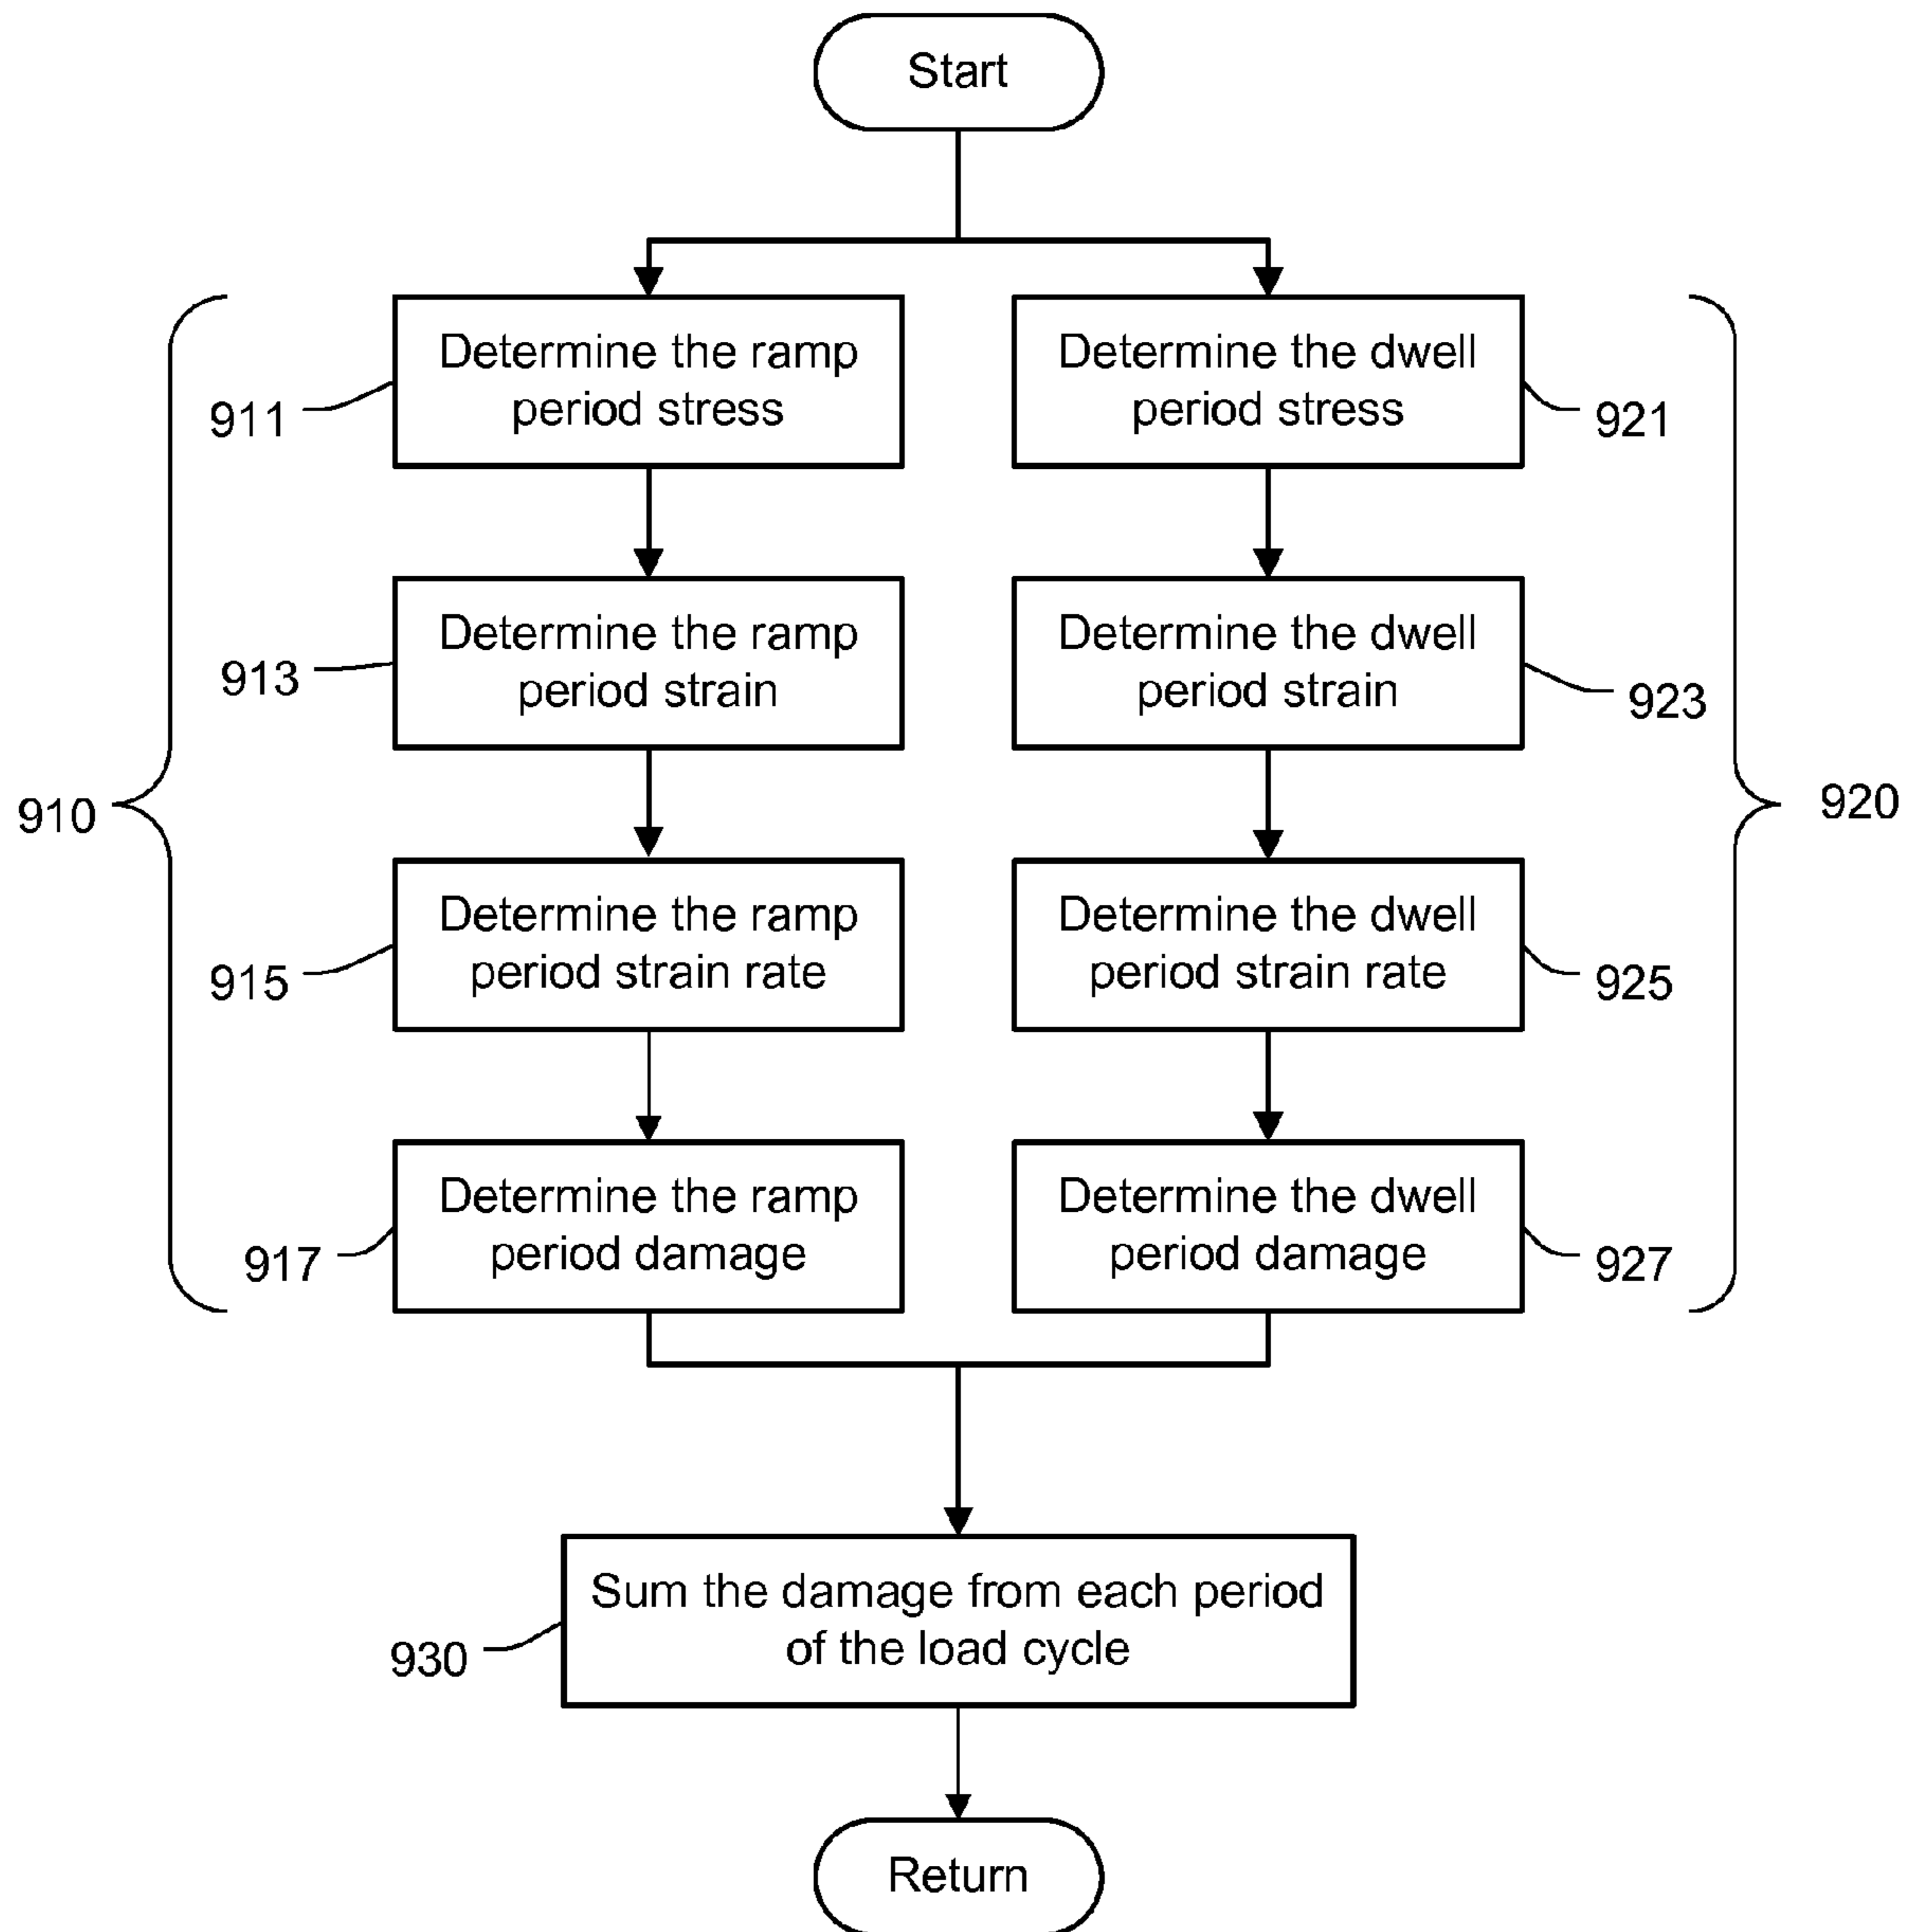 Start
Determine the ramp
period stress
911
Determine the dwell
period stress
921
Determine the ramp
period strain
913
Determine the dwell
period strain
923
910
920
Determine the ramp
period strain rate
915
Determine the dwell
period strain rate
925
Determine the ramp
period damage
917
Determine the dwell
period damage
927
Sum the damage from each period
of the load cycle
930
Return